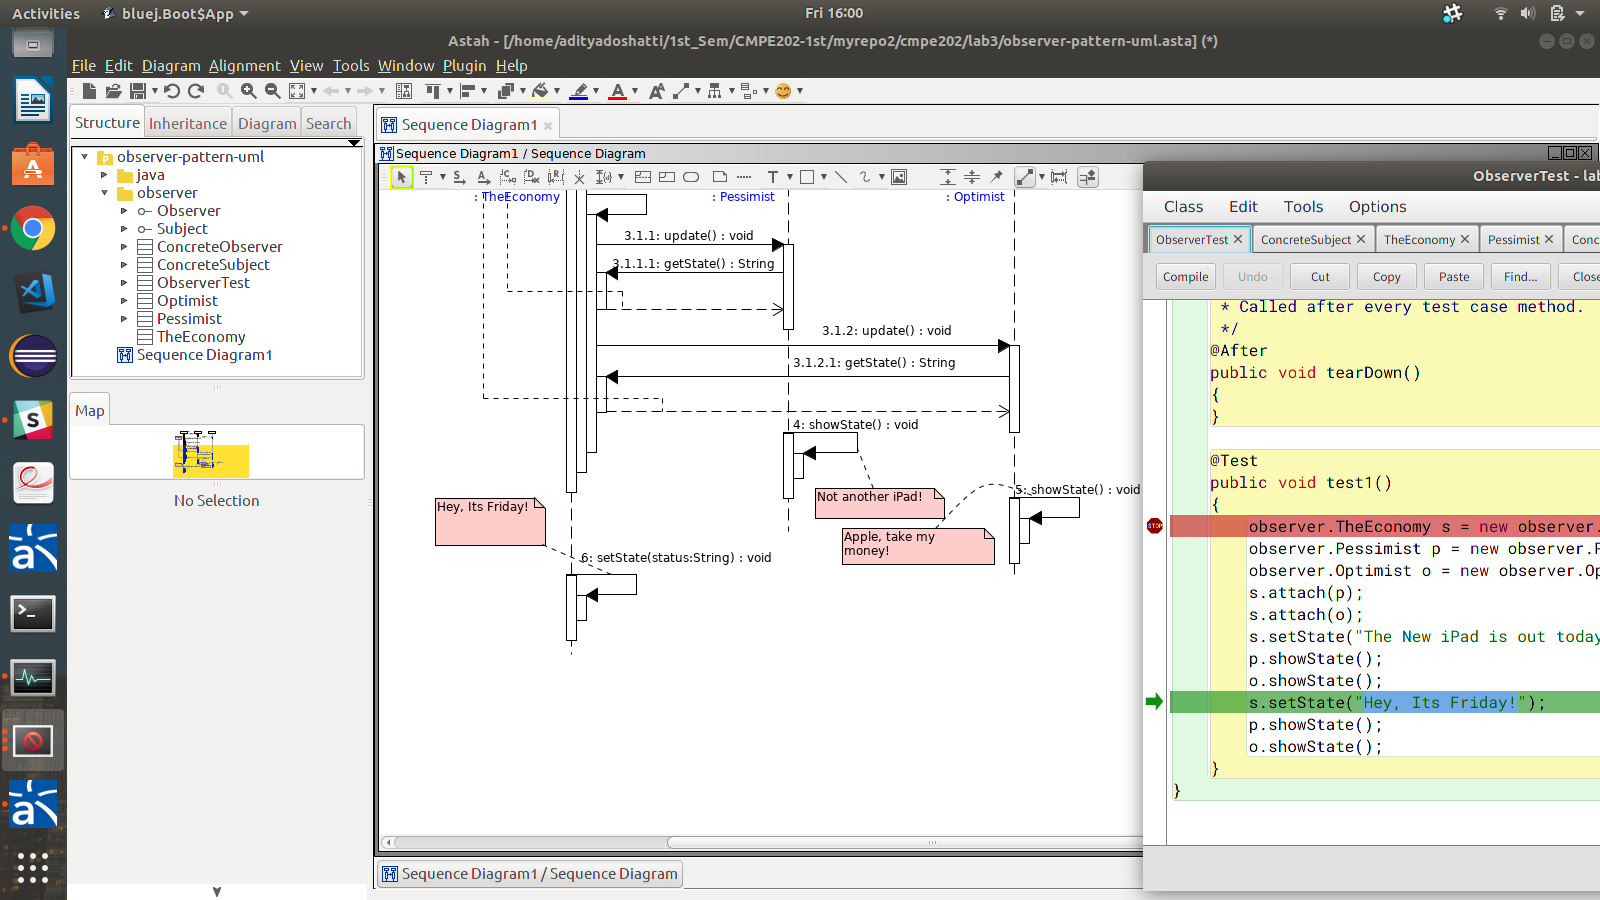 Activities
bluej.Boot$App
Fri 16:00
Astah - [/home/adityadoshatti/1st_Sem/CMPE202-1st/myrepo2/cmpe202/lab3/observer-pattern-uml.asta] (*)
File Edit Diagram Alignment View Tools Window Plugin Help
Structure Inheritance Diagram Search
observer-pattern-uml
java
observer
Observer
Subject
ConcreteObserver
ConcreteSubject
ObserverTest
Optimist
Pessimist
TheEconomy
Sequence Diagram1
Map
No Selection
Sequence Diagram1
Sequence Diagram1 / Sequence Diagram
: TheEconomy
: Pessimist
: Optimist
3.1.1: update() : void
3.1.1.1: getState() : String
3.1.2: update() : void
3.1.2.1: getState() : String
4: showState() : void
Not another iPad!
5: showState() : void
Hey, Its Friday!
Apple, take my
money!
6: setState(status:String) : void
Sequence Diagram1 / Sequence Diagram
ObserverTest - lab
Class Edit Tools Options
ObserverTest ConcreteSubject TheEconomy Pessimist Conc
Compile Undo Cut Copy Paste Find... Close
* Called after every test case method.
*/
@After
public void tearDown()
{
}
@Test
public void test1()
{
STOP
observer.TheEconomy s = new observer.
observer.Pessimist p = new observer.P
observer.Optimist o = new observer.Op
s.attach(p);
s.attach(o);
s.setState("The New iPad is out today
p.showState();
o.showState();
s.setState("Hey, Its Friday!");
p.showState();
o.showState();
}
}